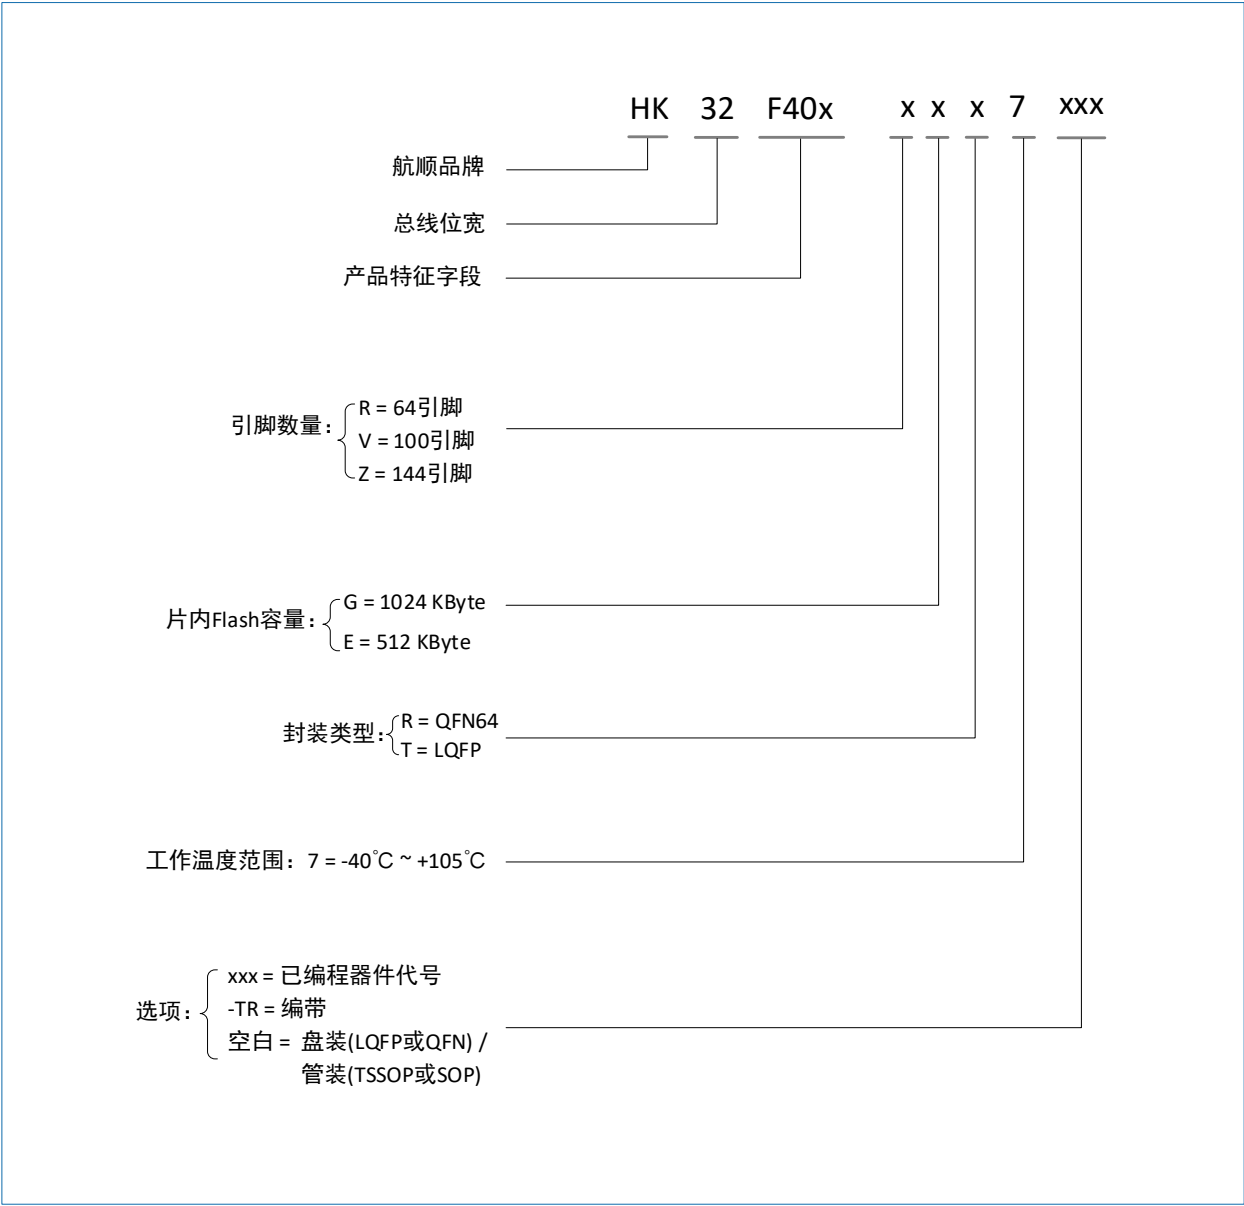 HK 32 F40x x x x 7 xxx
航顺品牌
总线位宽
产品特征字段
引脚数量：
R = 64引脚
V = 100引脚
Z = 144引脚
片内Flash容量：
G = 1024 KByte
E = 512 KByte
封装类型：
R = QFN64
T = LQFP
工作温度范围：7 = -40℃ ~ +105℃
选项：
xxx = 已编程器件代号
-TR = 编带
空白 = 盘装(LQFP或QFN) /
管装(TSSOP或SOP)